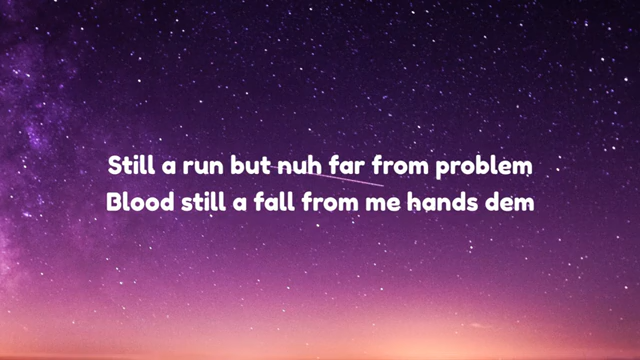 Still a run but nuh far from problem
Blood still a fall from me hands dem